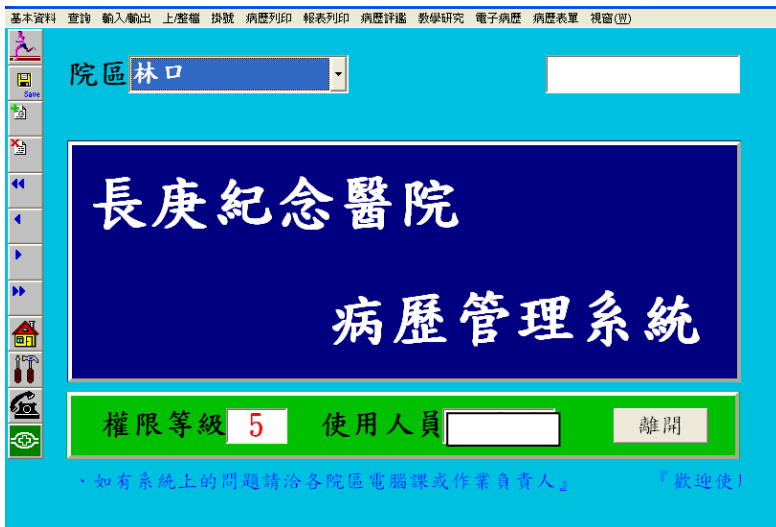 基本資料 查詢 輸入/輸出 上/整檔 掛號 病歷列印 報表列印 病歷評鑑 教學研究 電子病歷 病歷表單 視窗(W)
院區 林口
Save
長庚紀念醫院
病歷管理系統
權限等級 5 使用人員 離開
、如有系統上的問題請洽各院區電腦課或作業負責人』 『歡迎使